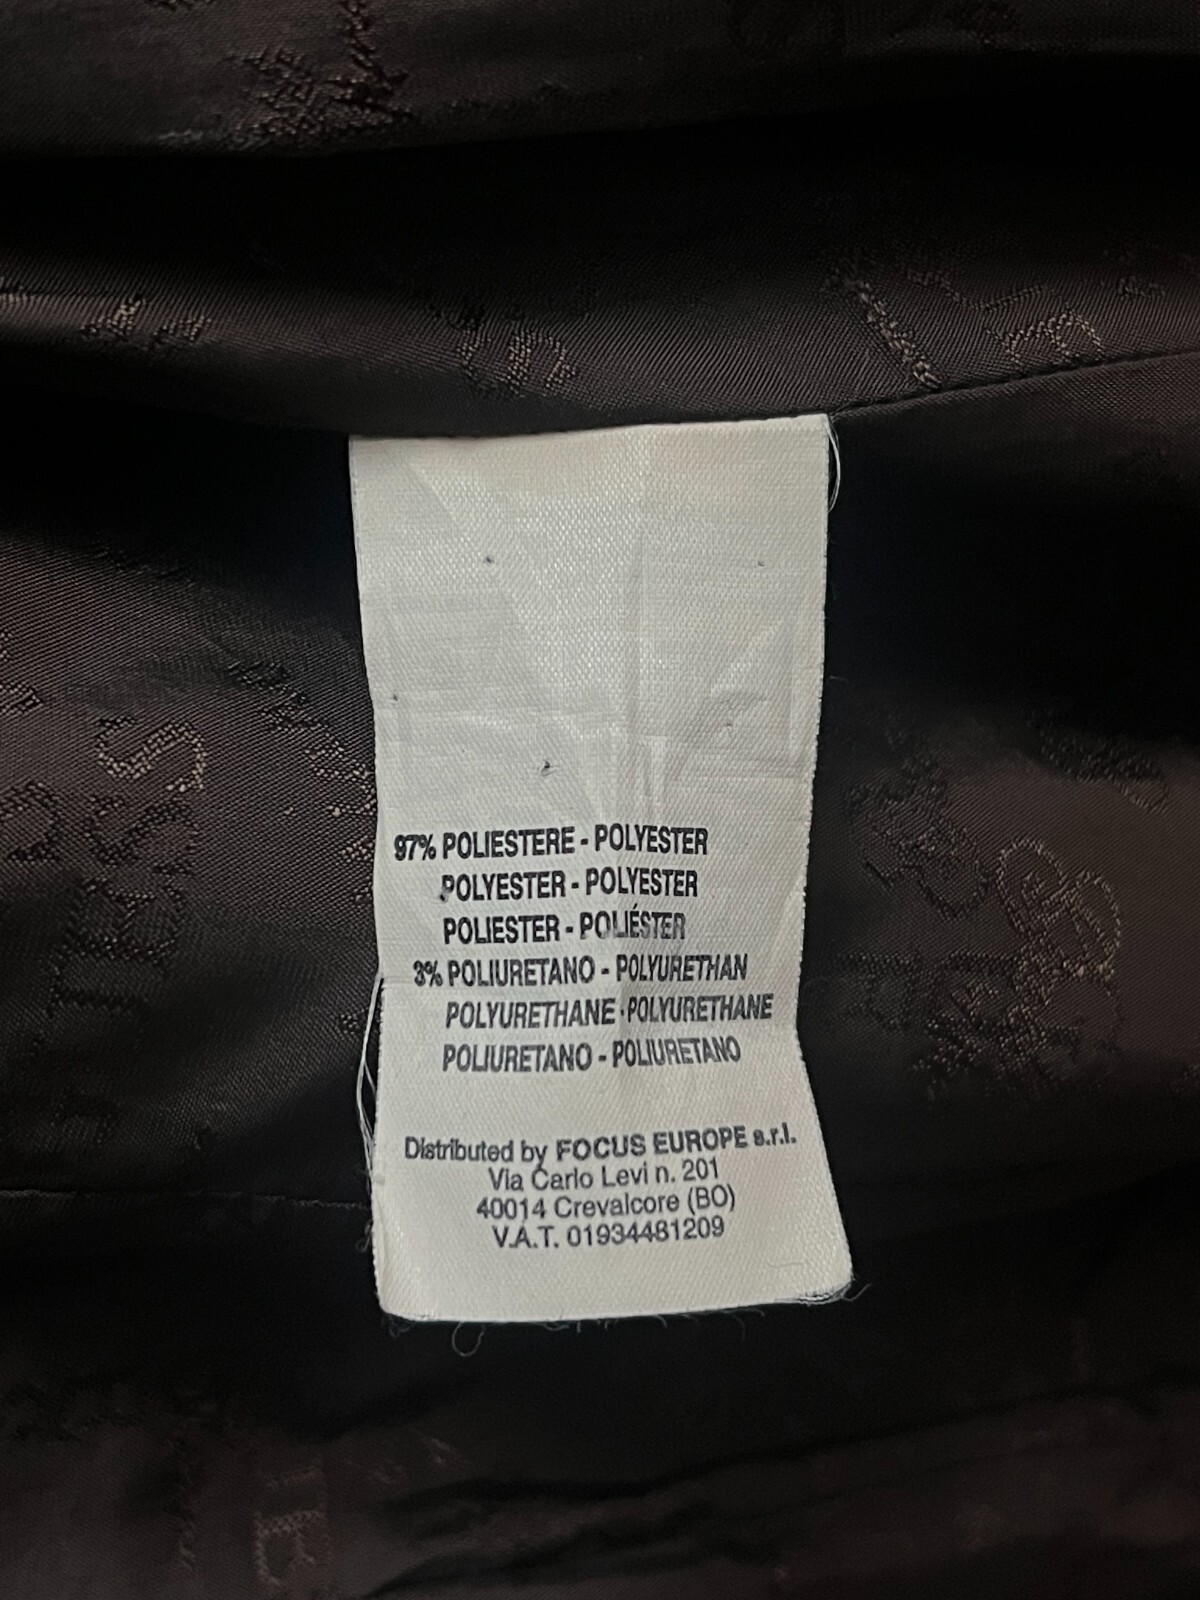 97% POLIESTERE - POLYESTER
POLYESTER - POLYESTER
POLIESTER - POLIÉSTER
3% POLIURETANO - POLYURETHAN
POLYURETHANE - POLYURETHANE
POLIURETANO - POLIURETANO
Distributed by FOCUS EUROPE s.r.l.
Via Carlo Levi n. 201
40014 Crevalcore (BO)
V.A.T. 01934481209